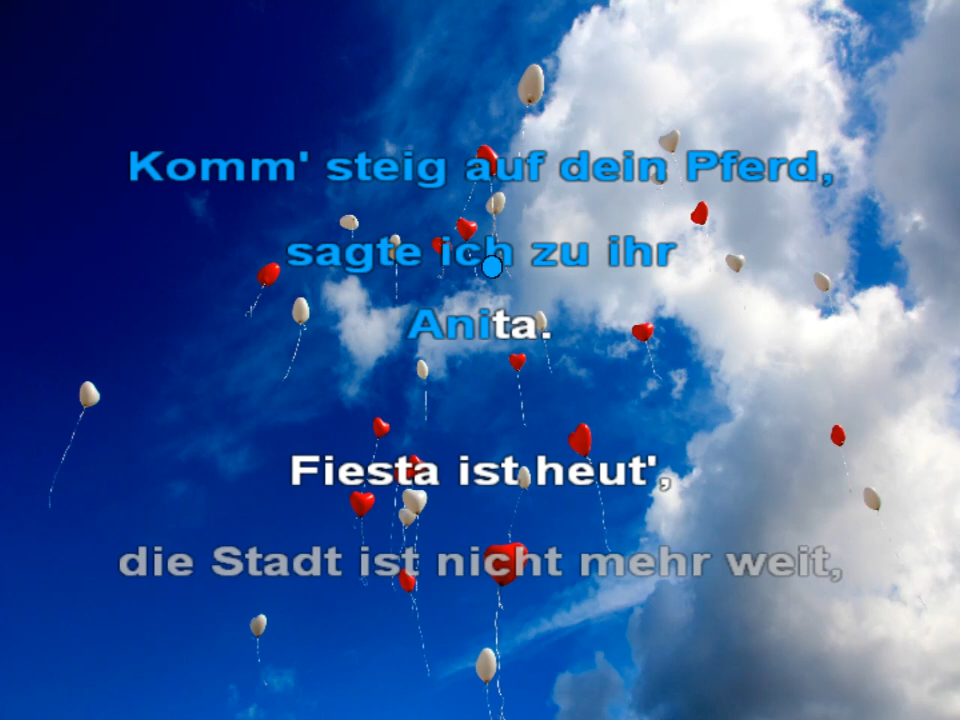 Komm' steig auf dein Pferd,
sagte ich zu ihr
Anita.
Fiesta ist heut',
die Stadt ist nicht mehr weit,